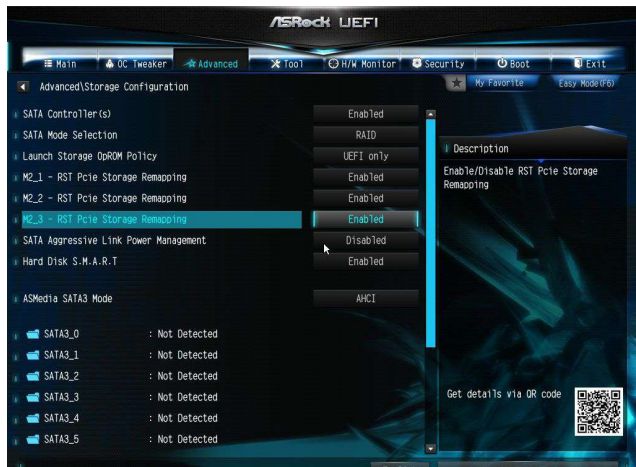 ASRock UEFI
Main OC Tweaker Advanced Tool H/W Monitor Security Boot Exit
Advanced\Storage Configuration
My Favorite Easy Mode(F6)
SATA Controller(s) Enabled
SATA Mode Selection RAID
Launch Storage OpROM Policy UEFI only
M2_1 - RST Pcie Storage Remapping Enabled
M2_2 - RST Pcie Storage Remapping Enabled
M2_3 - RST Pcie Storage Remapping Enabled
SATA Aggressive Link Power Management Disabled
Hard Disk S.M.A.R.T Enabled
ASMedia SATA3 Mode AHCI
SATA3_0 : Not Detected
SATA3_1 : Not Detected
SATA3_2 : Not Detected
SATA3_3 : Not Detected
SATA3_4 : Not Detected
SATA3_5 : Not Detected
Description
Enable/Disable RST Pcie Storage
Remapping
Get details via QR code